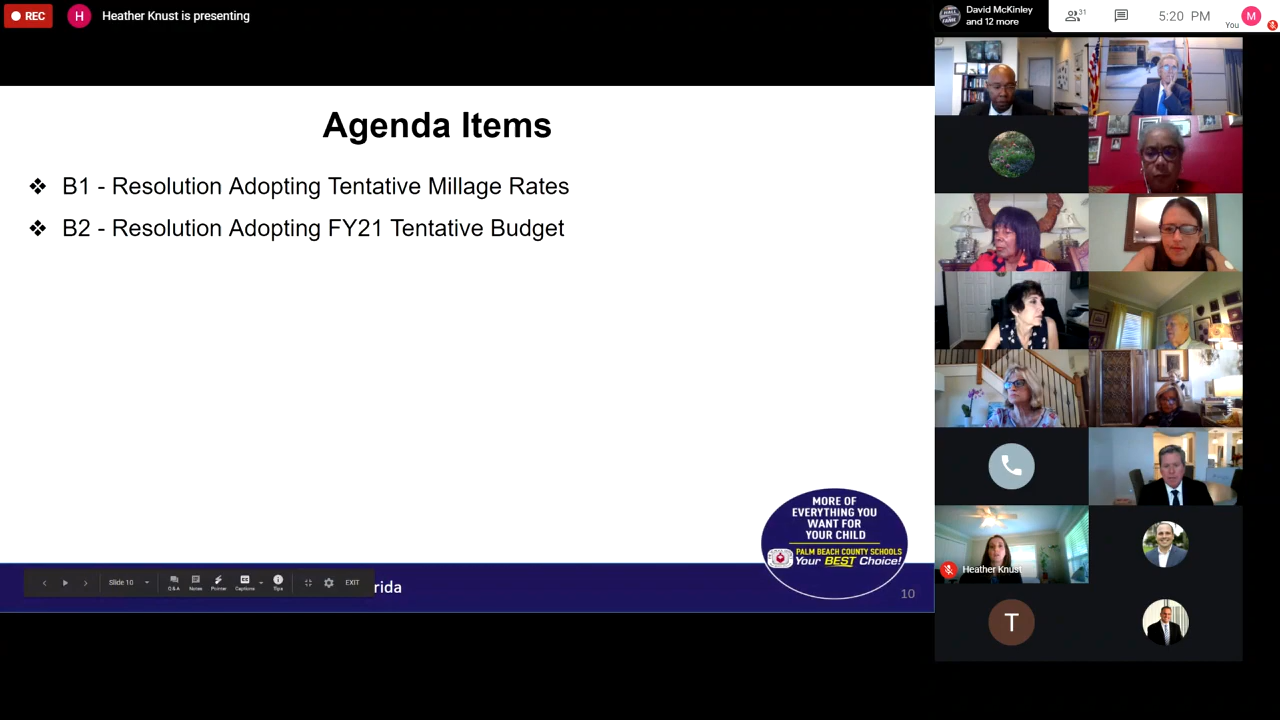 REC
H
Heather Knust is presenting
David McKinley
and 12 more
31
5:20 PM
You
M
Agenda Items
❖ B1 - Resolution Adopting Tentative Millage Rates
❖ B2 - Resolution Adopting FY21 Tentative Budget
MORE OF
EVERYTHING YOU
WANT FOR
YOUR CHILD
PALM BEACH COUNTY SCHOOLS
Your BEST Choice!
Slide 10
Q&A
Notes
Pointer
Captions
Tips
EXIT
rida
10
Heather Knust
T